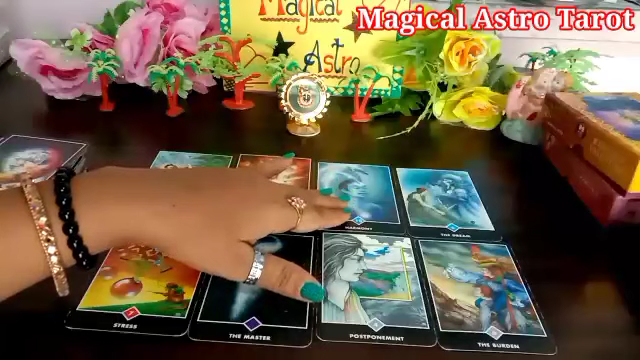 Magical Astro Tarot
Magical
Astro
HARMONY
THE DREAM
STRESS
THE MASTER
POSTPONEMENT
THE BURDEN